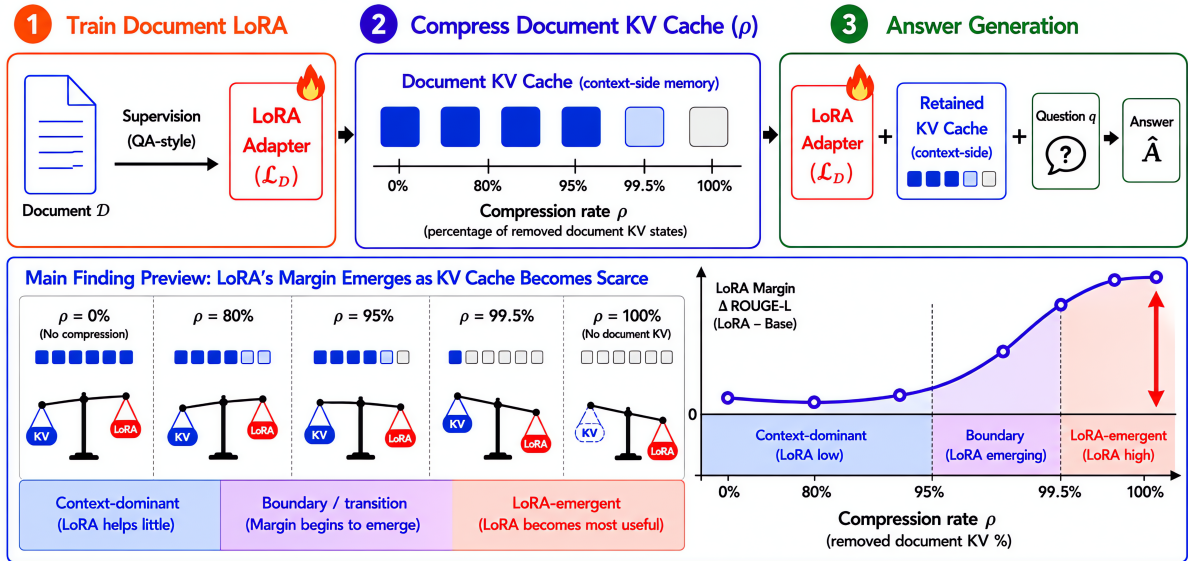 1 Train Document LoRA
Supervision
(QA-style)
Document 𝒟
LoRA
Adapter
(ℒ_D)
2 Compress Document KV Cache (ρ)
Document KV Cache (context-side memory)
0% 80% 95% 99.5% 100%
Compression rate ρ
(percentage of removed document KV states)
3 Answer Generation
LoRA
Adapter
(ℒ_D)
+
Retained
KV Cache
(context-side)
+
Question q
?
Answer
Â
Main Finding Preview: LoRA's Margin Emerges as KV Cache Becomes Scarce
ρ = 0%
(No compression)
KV LoRA
ρ = 80%
KV LoRA
ρ = 95%
KV LoRA
ρ = 99.5%
KV LoRA
ρ = 100%
(No document KV)
KV LoRA
Context-dominant
(LoRA helps little)
Boundary / transition
(Margin begins to emerge)
LoRA-emergent
(LoRA becomes most useful)
LoRA Margin
Δ ROUGE-L
(LoRA – Base)
0
Context-dominant
(LoRA low)
Boundary
(LoRA emerging)
LoRA-emergent
(LoRA high)
0% 80% 95% 99.5% 100%
Compression rate ρ
(removed document KV %)